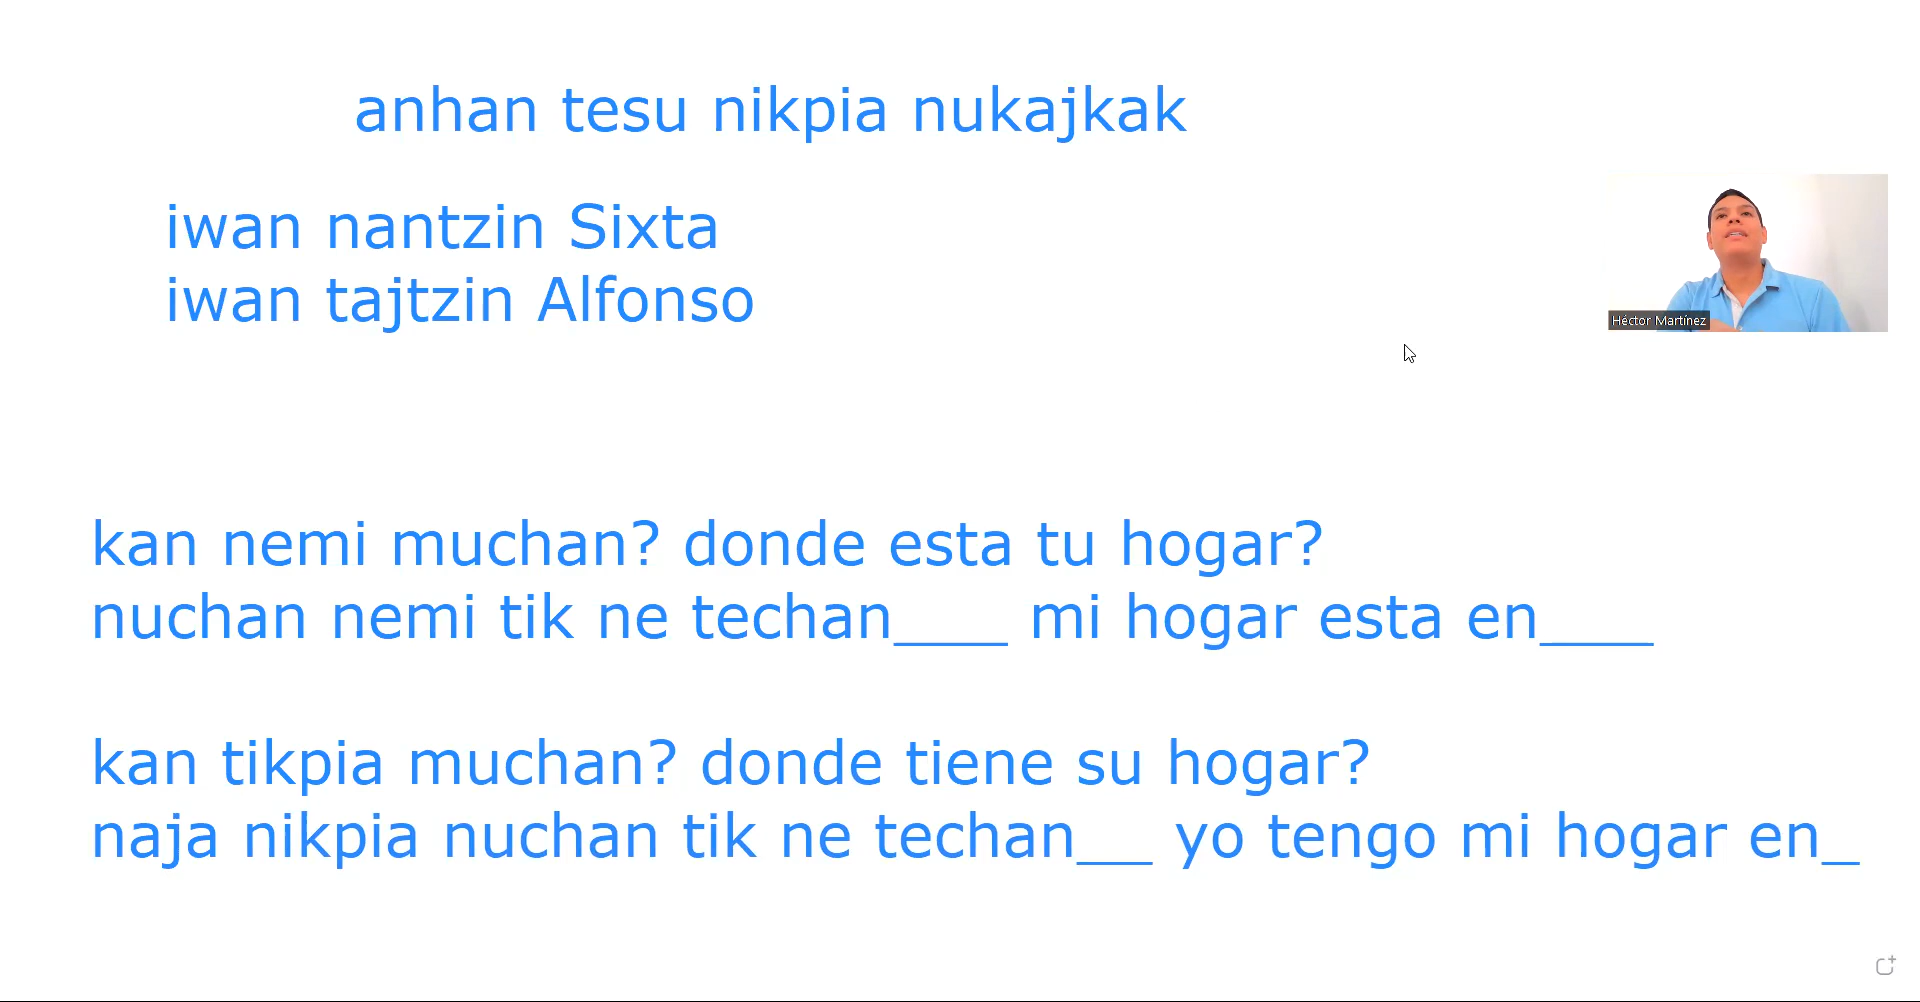 anhan tesu nikpia nukajkak
iwan nantzin Sixta
iwan tajtzin Alfonso
Héctor Martínez
kan nemi muchan? donde esta tu hogar?
nuchan nemi tik ne techan___ mi hogar esta en___
kan tikpia muchan? donde tiene su hogar?
naja nikpia nuchan tik ne techan__ yo tengo mi hogar en_